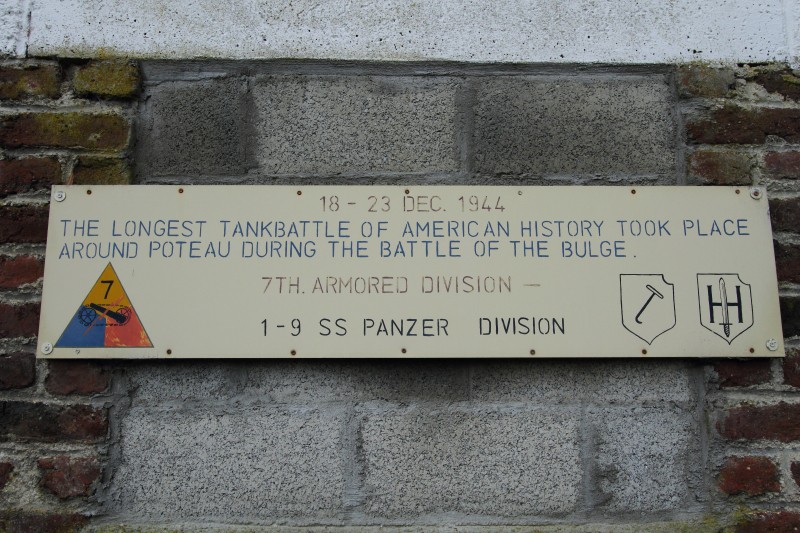 18 - 23 DEC. 1944
THE LONGEST TANKBATTLE OF AMERICAN HISTORY TOOK PLACE
AROUND POTEAU DURING THE BATTLE OF THE BULGE.
7TH. ARMORED DIVISION —
1-9 SS PANZER DIVISION
7
H